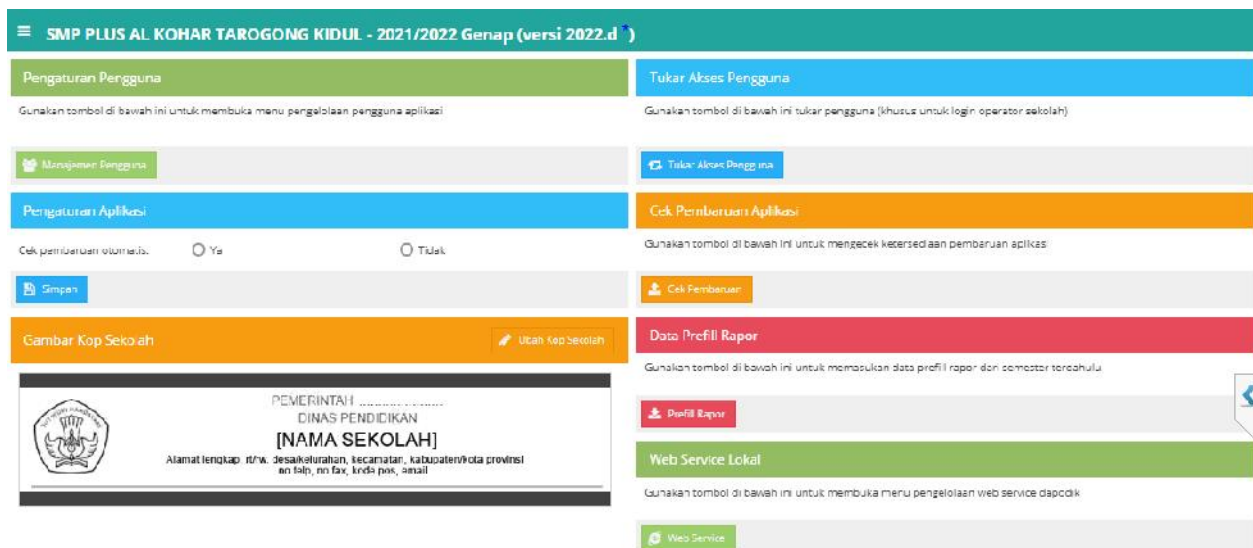 SMP PLUS AL KOHAR TAROGONG KIDUL - 2021/2022 Genap (versi 2022.d *)
Pengaturan Pengguna
Gunakan tombol di bawah ini untuk membuka menu pengelolaan pengguna aplikasi
Manajemen Pengguna
Pengaturan Aplikasi
Cek pembaruan otomatis.
Ya
Tidak
Simpan
Gambar Kop Sekolah
Ubah Kop Sekolah
PEMERINTAH ....................
DINAS PENDIDIKAN
[NAMA SEKOLAH]
Alamat lengkap, rt/rw, desa/kelurahan, kecamatan, kabupaten/kota provinsi
no telp, no fax, kode pos, email
Tukar Akses Pengguna
Gunakan tombol di bawah ini tukar pengguna (khusus untuk login operator sekolah)
Tukar Akses Pengguna
Cek Pembaruan Aplikasi
Gunakan tombol di bawah ini untuk mengecek ketersediaan pembaruan aplikasi
Cek Pembaruan
Data Prefill Rapor
Gunakan tombol di bawah ini untuk memasukan data prefill rapor dari semester terdahulu
Prefill Rapor
Web Service Lokal
Gunakan tombol di bawah ini untuk membuka menu pengelolaan web service dapodik
Web Service